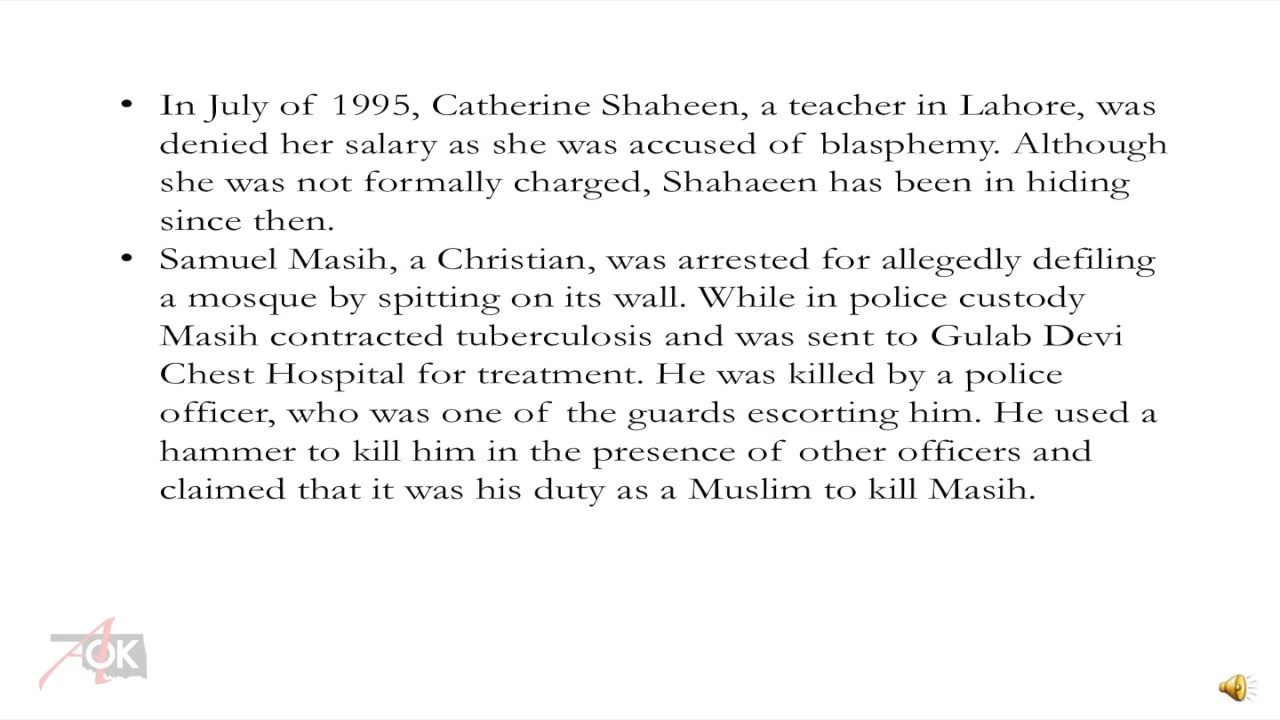 • In July of 1995, Catherine Shaheen, a teacher in Lahore, was
denied her salary as she was accused of blasphemy. Although
she was not formally charged, Shahaeen has been in hiding
since then.
• Samuel Masih, a Christian, was arrested for allegedly defiling
a mosque by spitting on its wall. While in police custody
Masih contracted tuberculosis and was sent to Gulab Devi
Chest Hospital for treatment. He was killed by a police
officer, who was one of the guards escorting him. He used a
hammer to kill him in the presence of other officers and
claimed that it was his duty as a Muslim to kill Masih.
A OK